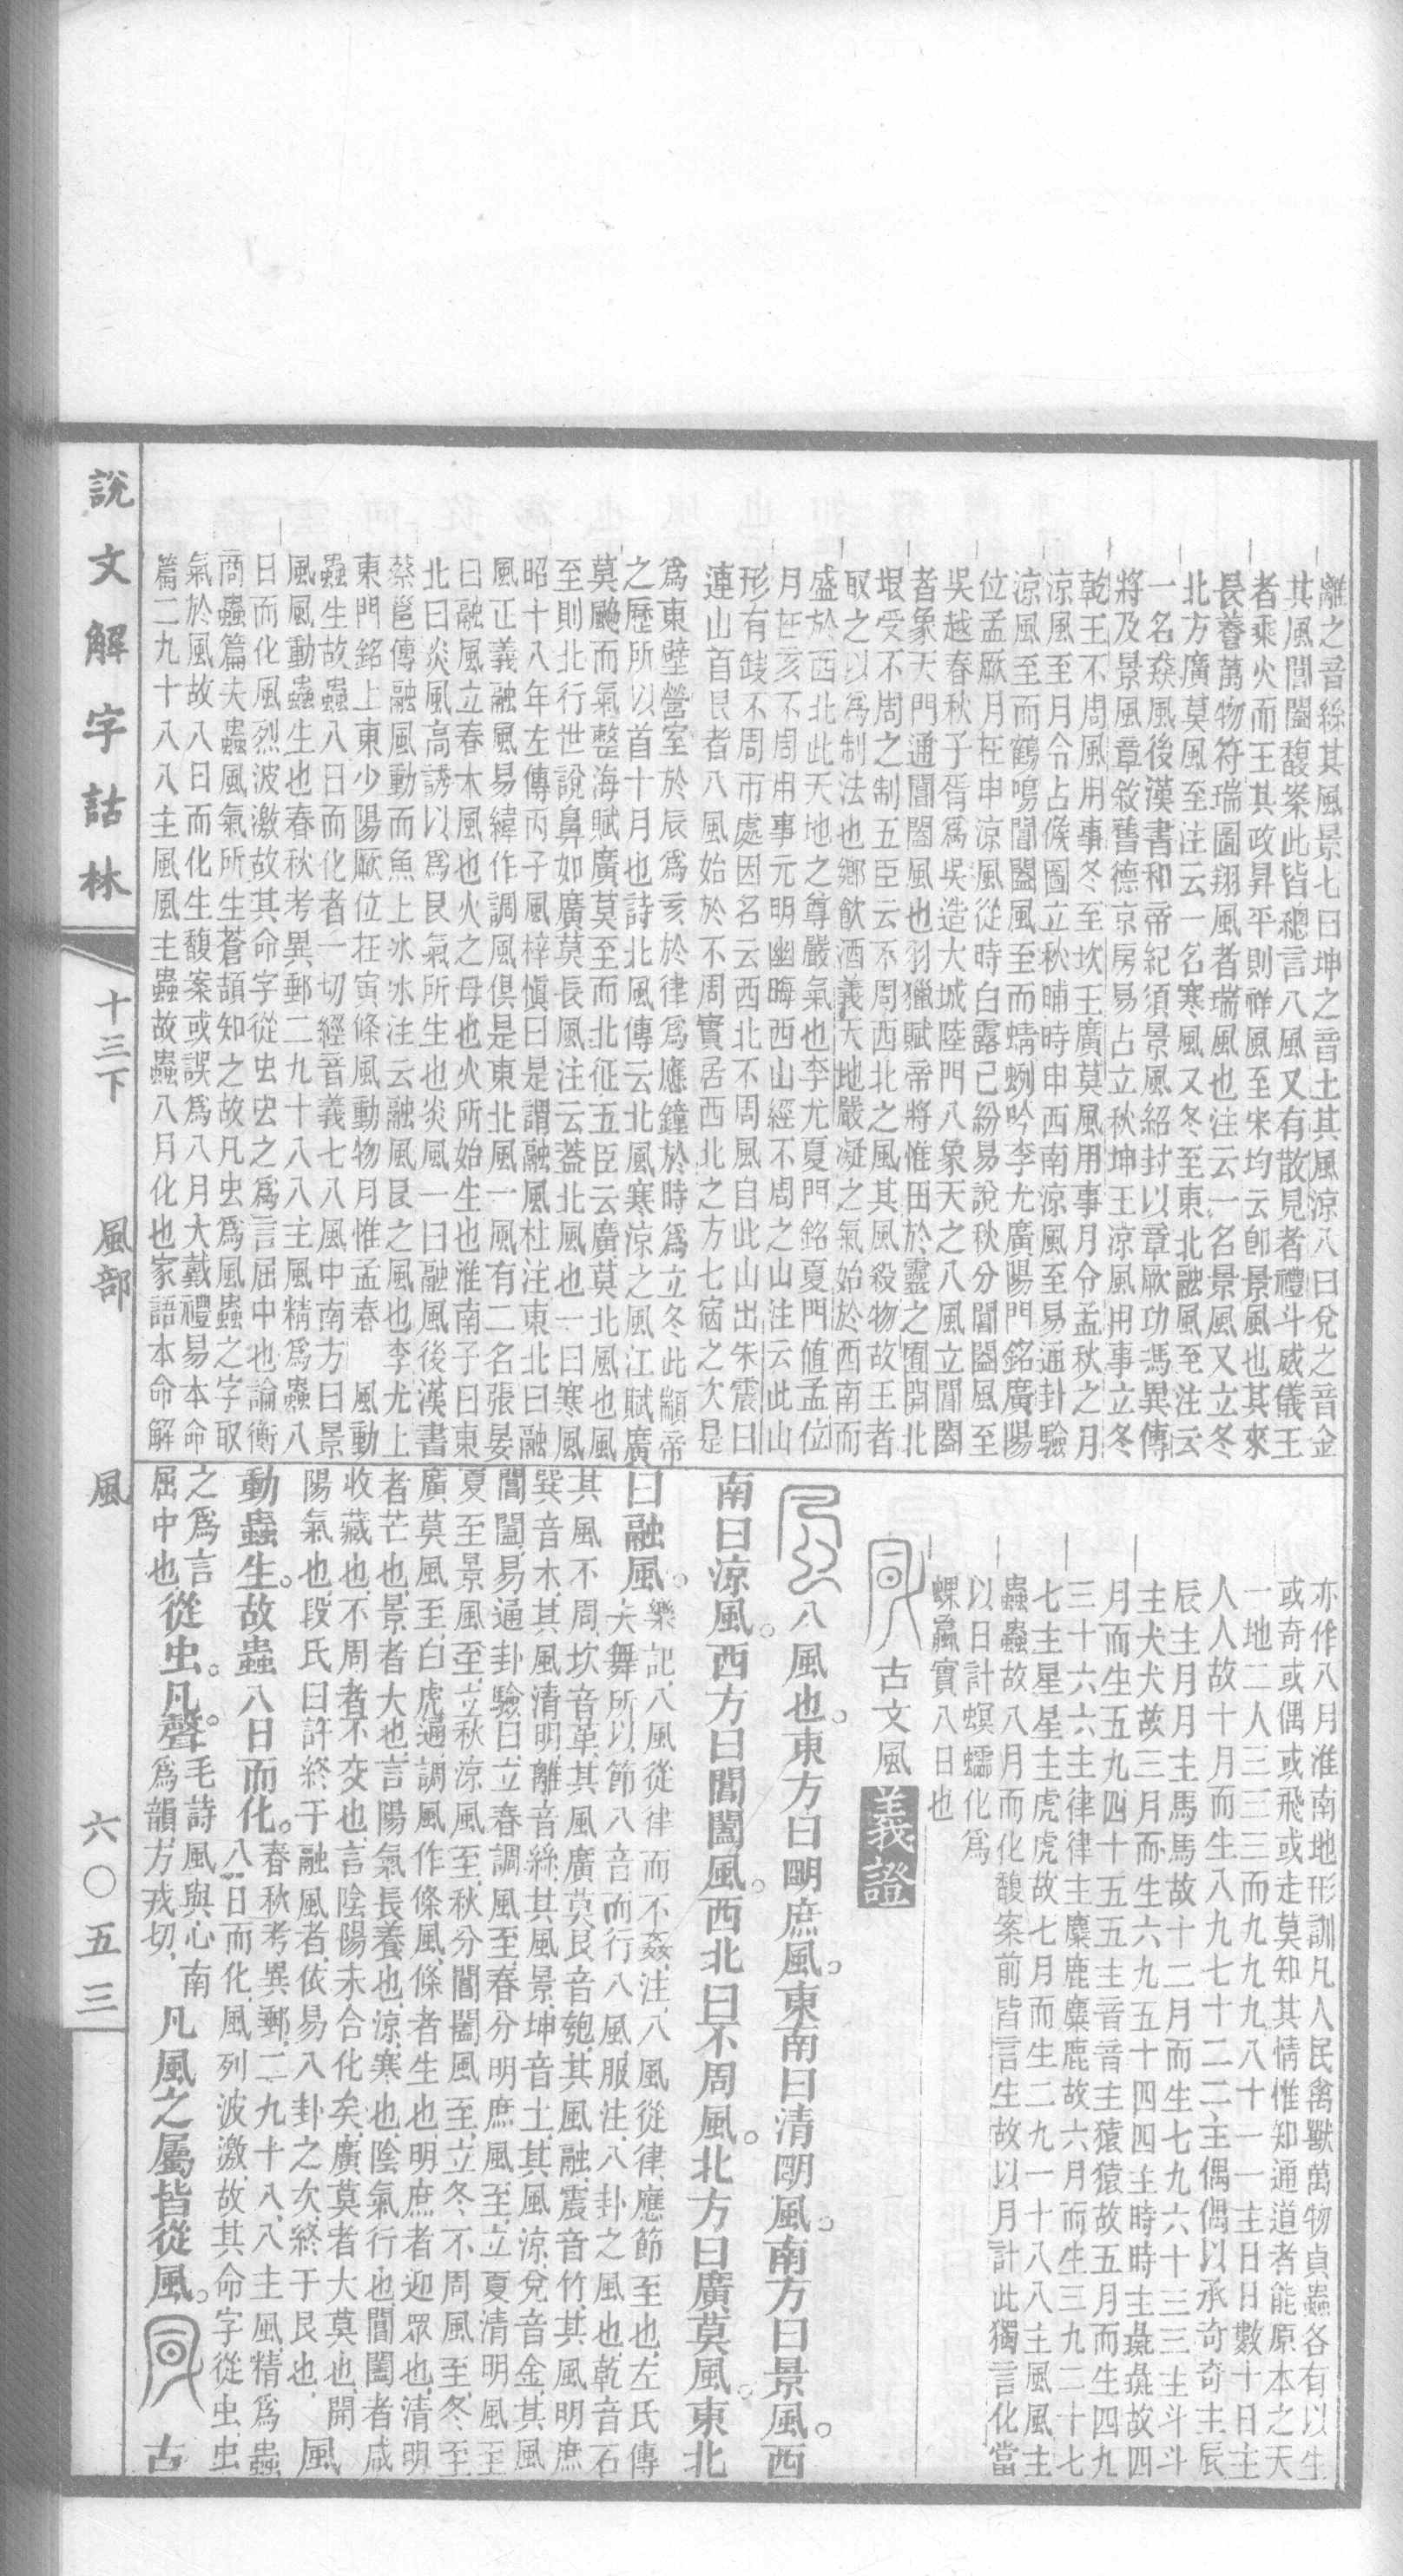 離之音絲其風景七曰坤之音土其風涼八曰兌之音金
其風閶闔馥案此皆總言八風又有散見者禮斗威儀王
者乘火而王其政昇平則祥風至宋均云卽景風也其來
長養萬物符瑞圖翔風者瑞風也注云一名景風又立冬
北方廣莫風至注云一名寒風又冬至東北融風至注云
一名猋風後漢書和帝紀須景風紹封以章厥功馮異傳
將及景風章敘舊德京房易占立秋坤王涼風用事立冬
乾王不周風用事冬至坎王廣莫風用事月令孟秋之月
涼風至月令占候圖立秋晡時申西南涼風至易通卦驗
涼風至而鶴鳴閶闔風至而蜻蛚吟李尤廣陽門銘廣陽
位孟厥月在申涼風從時白露已紛易說秋分閶闔風至
吳越春秋子胥爲吳造大城陸門八象天之八風立閶闔
者象天門通閶闔風也羽獵賦帝將惟田於靈之囿開北
垠受不周之制五臣云不周西北之風其風殺物故王者
取之以爲制法也鄉飲酒義天地嚴凝之氣始於西南而
盛於西北此天地之尊嚴氣也李尤夏門銘夏門值孟位
月在亥不周用事元明幽晦西山經不周之山注云此山
形有缺不周帀處因名云西北不周風自此山出朱震曰
連山首艮者八風始於不周實居西北之方七宿之次是
爲東壁營室於辰爲亥於律爲應鐘於時爲立冬此顓帝
之歷所以首十月也詩北風傳云北風寒涼之風江賦廣
莫飈而氣整海賦廣莫至而北征五臣云廣莫北風也風
至則北行世說鼻如廣莫長風注云蓋北風也一曰寒風
昭十八年左傳丙子風梓愼曰是謂融風杜注東北曰融
風正義融風易緯作調風俱是東北風一風有二名張晏
曰融風立春木風也火之母也火所始生也淮南子曰東
北曰炎風高誘以爲艮氣所生也炎風一曰融風後漢書
蔡邕傳融風動而魚上冰冰注云融風艮之風也李尤上
東門銘上東少陽厥位在寅條風動物月惟孟春　風動
蟲生故蟲八日而化者一切經音義七八風中南方曰景
風風動蟲生也春秋考異郵二九十八八主風精爲蟲八
日而化風烈波激故其命字從虫虫之爲言屈中也論衡
商蟲篇夫蟲風氣所生蒼頡知之故凡虫爲風蟲之字取
氣於風故八日而化生馥案或誤爲八月大戴禮易本命
篇二九十八八主風風主蟲故蟲八月化也家語本命解
亦作八月淮南地形訓凡人民禽獸萬物貞蟲各有以生
或奇或偶或飛或走莫知其情惟知通道者能原本之天
一地二人三三三而九九九八十一一主日日數十日主
人人故十月而生八九七十二二主偶偶以承奇奇主辰
辰主月月主馬馬故十二月而生七九六十三三主斗斗
主犬犬故三月而生六九五十四四主時時主彘彘故四
月而生五九四十五五主音音主猿猿故五月而生四九
三十六六主律律主麋鹿麋鹿故六月而生三九二十七
七主星星主虎虎故七月而生二九一十八八主風風主
蟲蟲故八月而化馥案前皆言生故以月計此獨言化當
以日計螟蠕化爲
蜾蠃實八日也
古文風 義證
八風也。東方曰朙庶風。東南曰清朙風。南方曰景風。西
南曰涼風。西方曰閶闔風。西北曰不周風。北方曰廣莫風。東北
曰融風。樂記、八風從律而不姦、注、八風從律、應節至也、左氏傳
夫舞所以節八音而行八風、服注、八卦之風也、乾音石
其風不周、坎音革、其風廣莫、艮音匏、其風融、震音竹、其風明庶
巽音木、其風清明、離音絲、其風景、坤音土、其風涼、兌音金、其風
閶闔、易通卦驗曰、立春調風至、春分明庶風至、立夏清明風至
夏至景風至、立秋涼風至、秋分閶闔風至、立冬不周風至、冬至
廣莫風至、白虎通、調風作條風、條者生也、明庶者迎眾也、清明
者芒也、景者大也、言陽氣長養也、涼、寒也、陰氣行也、閶闔者咸
收藏也、不周者不交也、言陰陽未合化矣、廣莫者大莫也、開
陽氣也、段氏曰、許終于融風者、依易八卦之次、終于艮也、風
動蟲生。故蟲八日而化。春秋考異郵、二九十八、八主風精爲蟲
八日而化、風列波激、故其命字從虫、虫
之爲言
屈中也、從虫。凡聲。毛詩風與心南
爲韻、方戎切、凡風之屬皆從風。古
說文解字詁林
十三下 風部 風 六〇五三